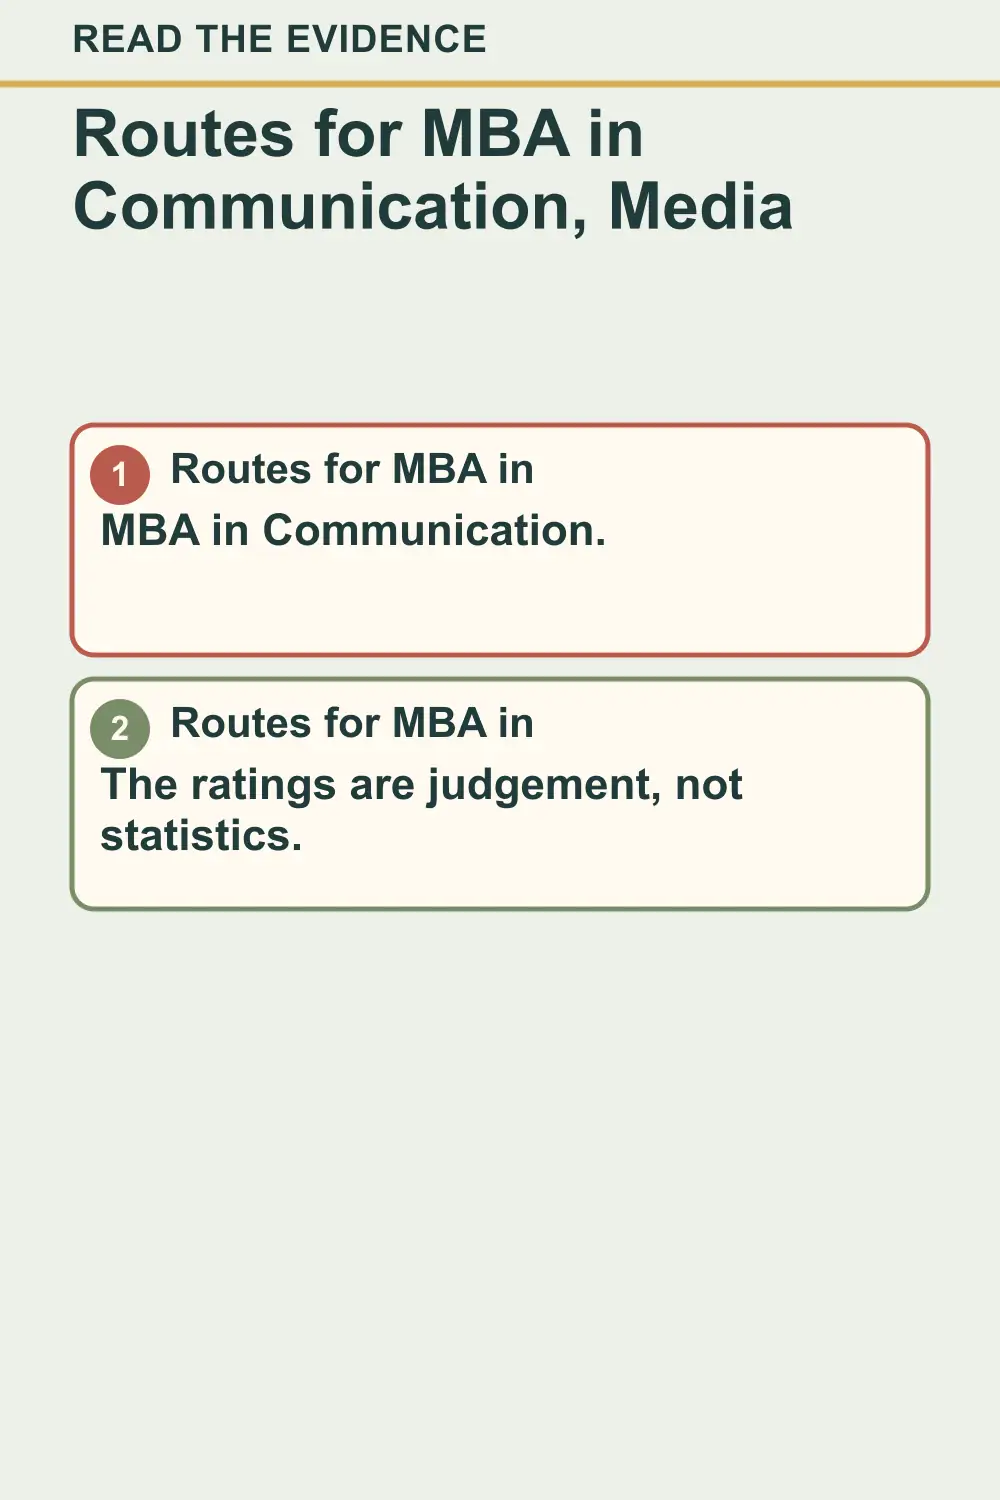 READ THE EVIDENCE
Routes for MBA in
Communication, Media
1 Routes for MBA in
MBA in Communication.
2 Routes for MBA in
The ratings are judgement, not
statistics.